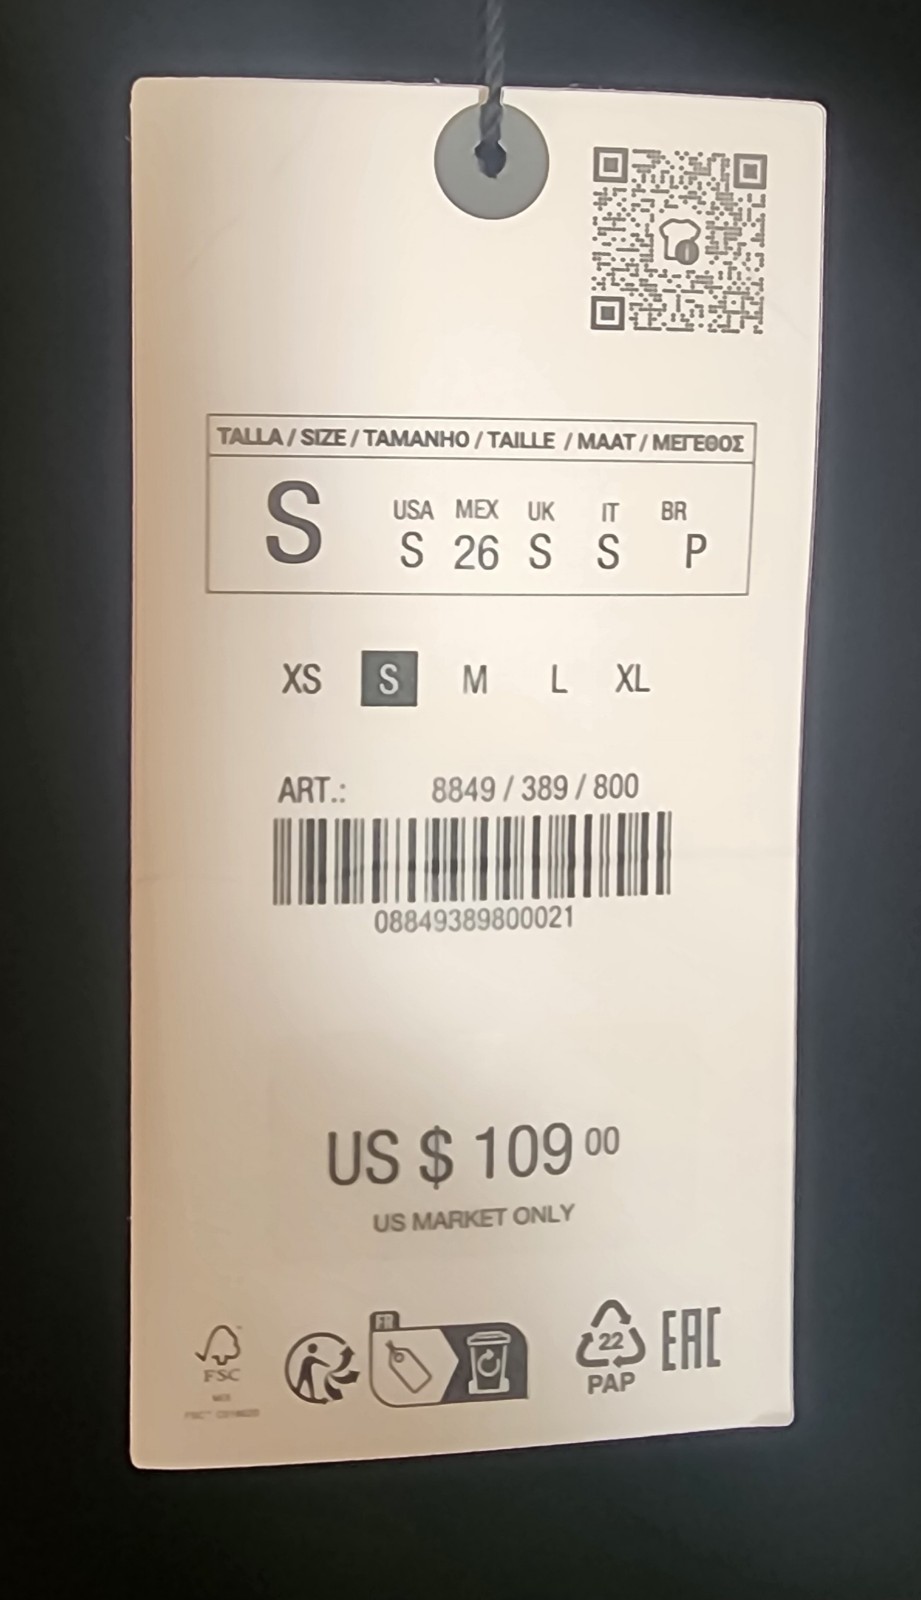 TALLA / SIZE / TAMANHO / TAILLE / MAAT / ΜΕΓΕΘΟΣ
S
USA MEX UK IT BR
S 26 S S P
XS S M L XL
ART.: 8849 / 389 / 800
08849389800021
US $ 109 00
US MARKET ONLY
FR
22
PAP
EAC
FSC